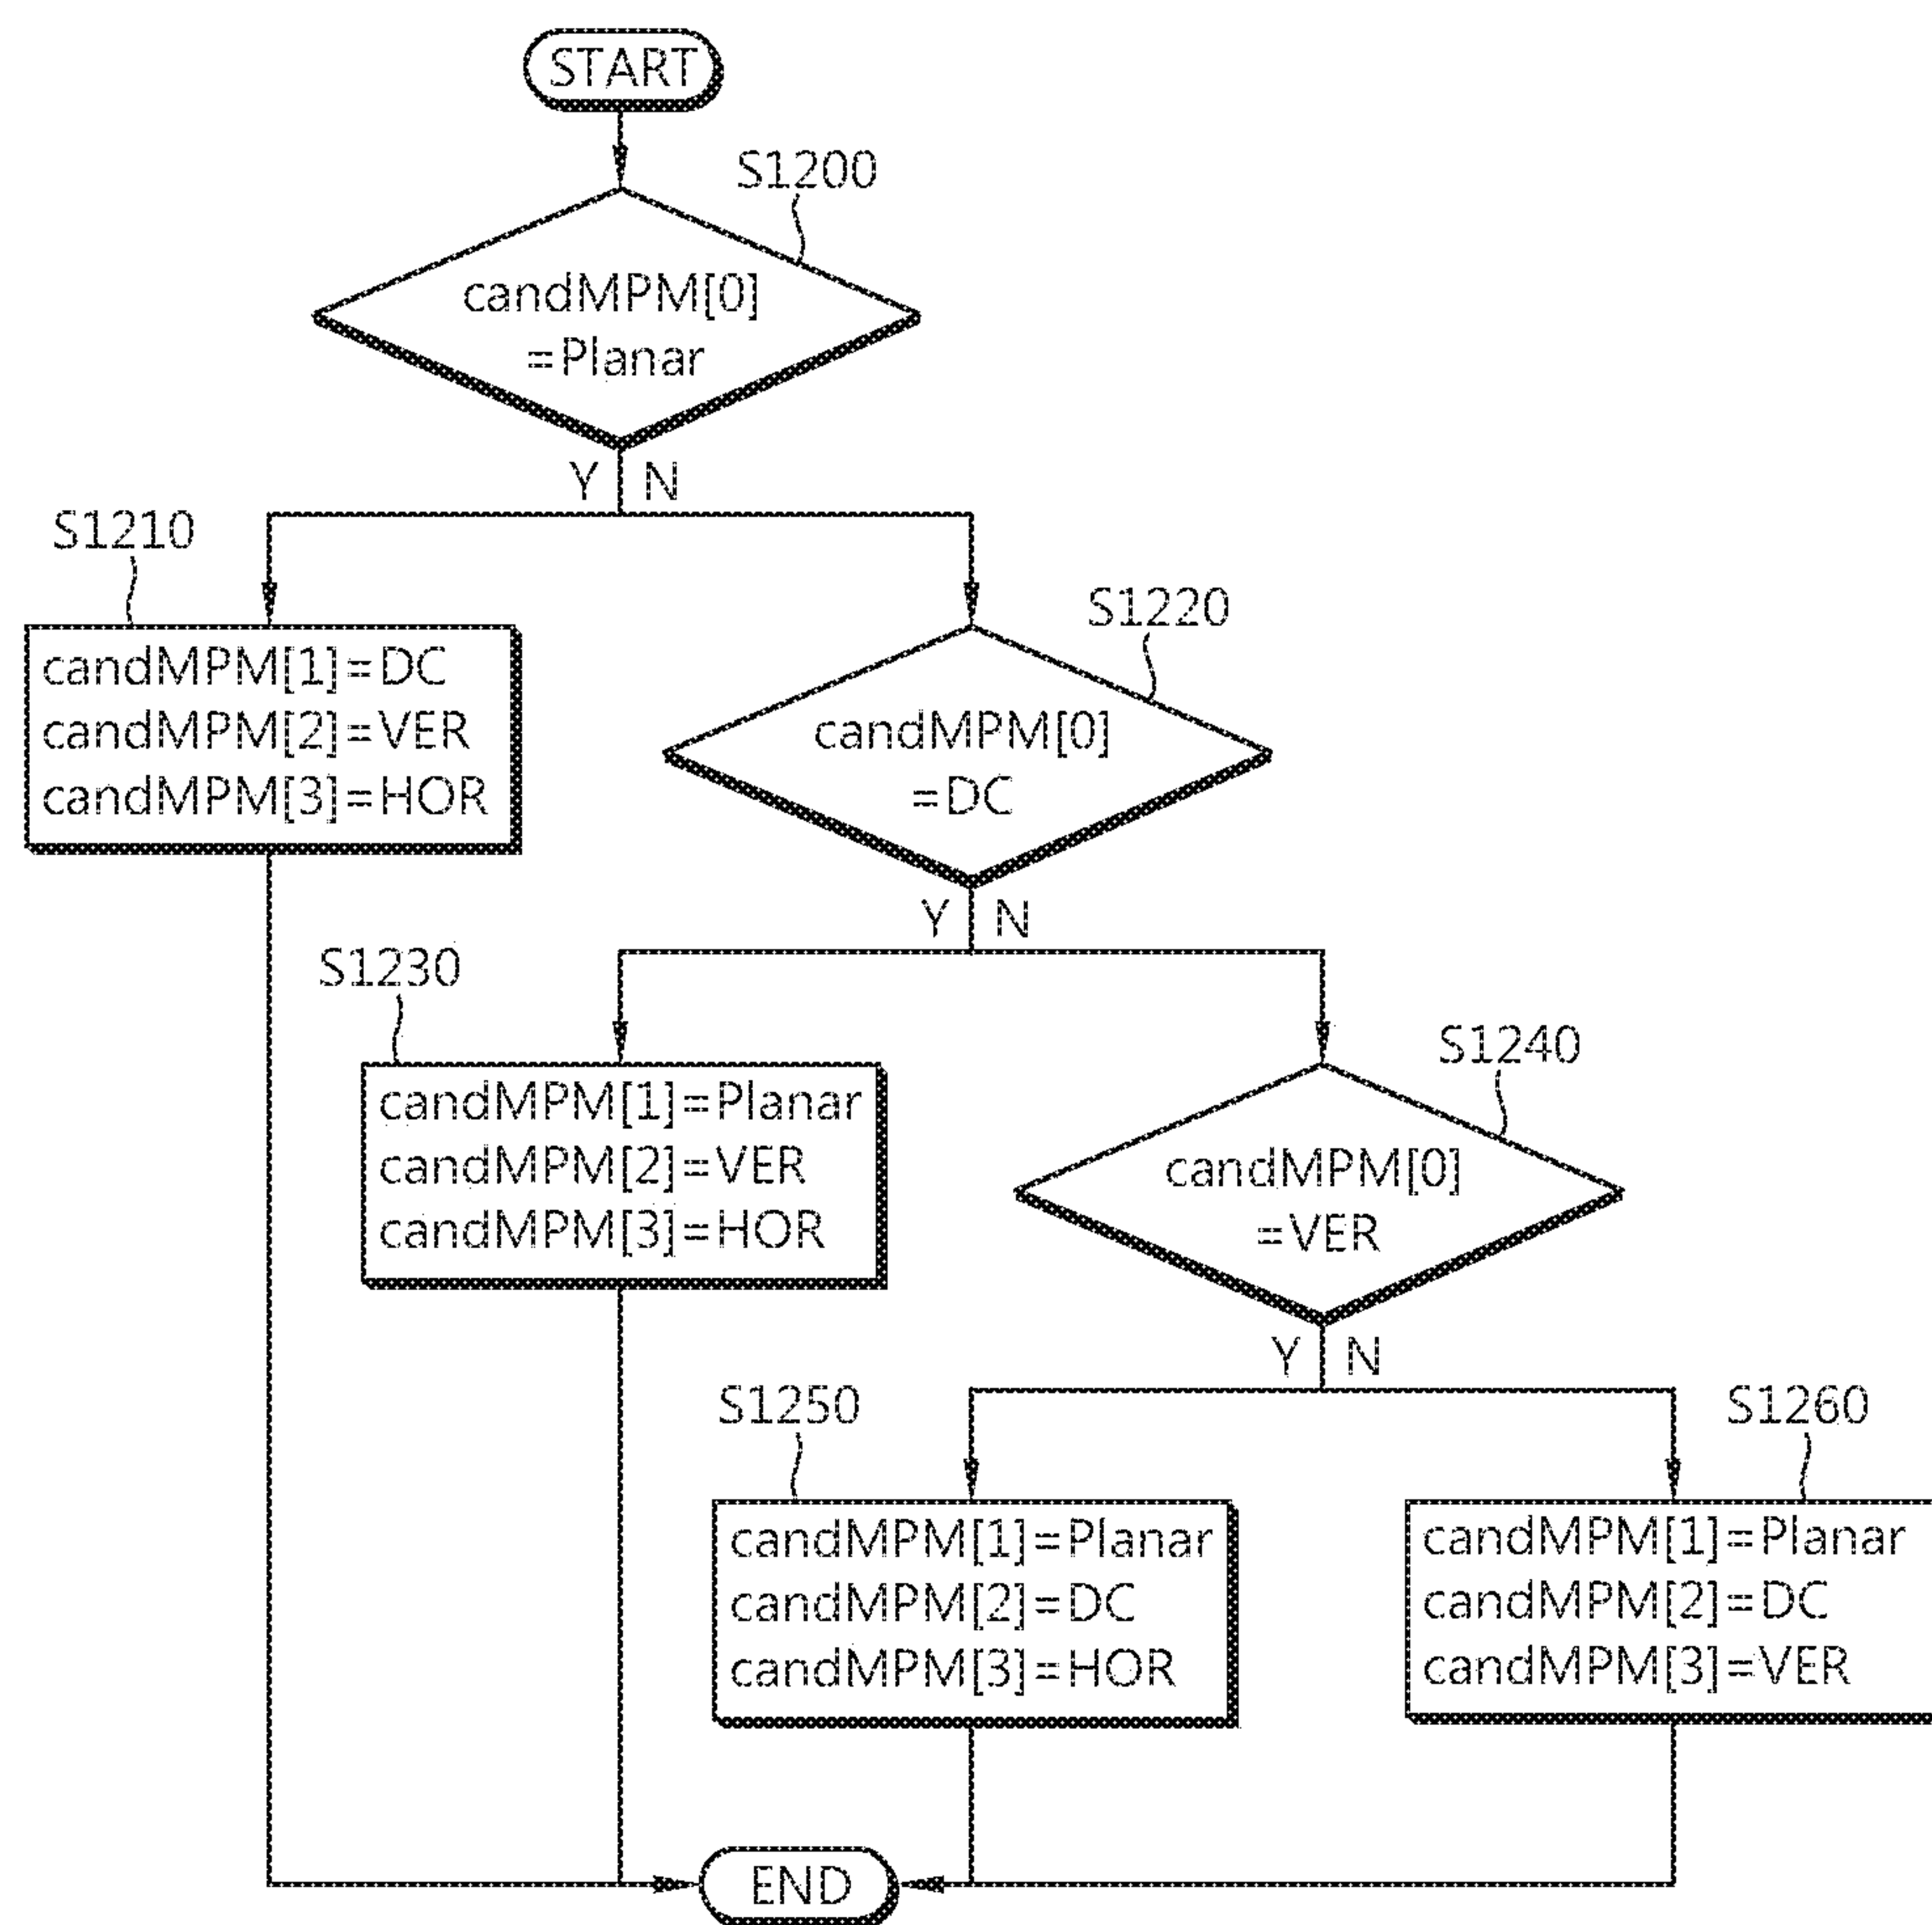 START
S1200
candMPM[0]
=Planar
Y N
S1210
candMPM[1]=DC
candMPM[2]=VER
candMPM[3]=HOR
S1220
candMPM[0]
=DC
Y N
S1230
candMPM[1]=Planar
candMPM[2]=VER
candMPM[3]=HOR
S1240
candMPM[0]
=VER
Y N
S1250
candMPM[1]=Planar
candMPM[2]=DC
candMPM[3]=HOR
S1260
candMPM[1]=Planar
candMPM[2]=DC
candMPM[3]=VER
END